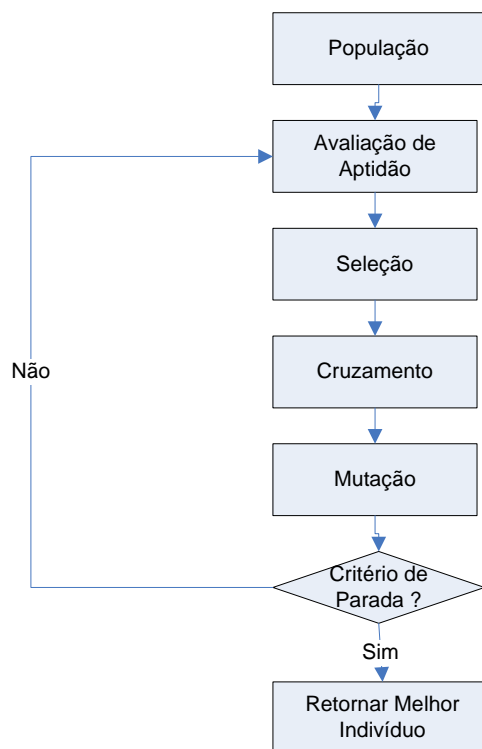 População
Avaliação de
Aptidão
Seleção
Cruzamento
Não
Mutação
Critério de
Parada ?
Sim
Retornar Melhor
Indivíduo